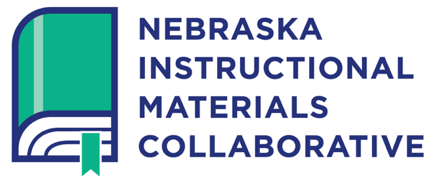 NEBRASKA
INSTRUCTIONAL
MATERIALS
COLLABORATIVE